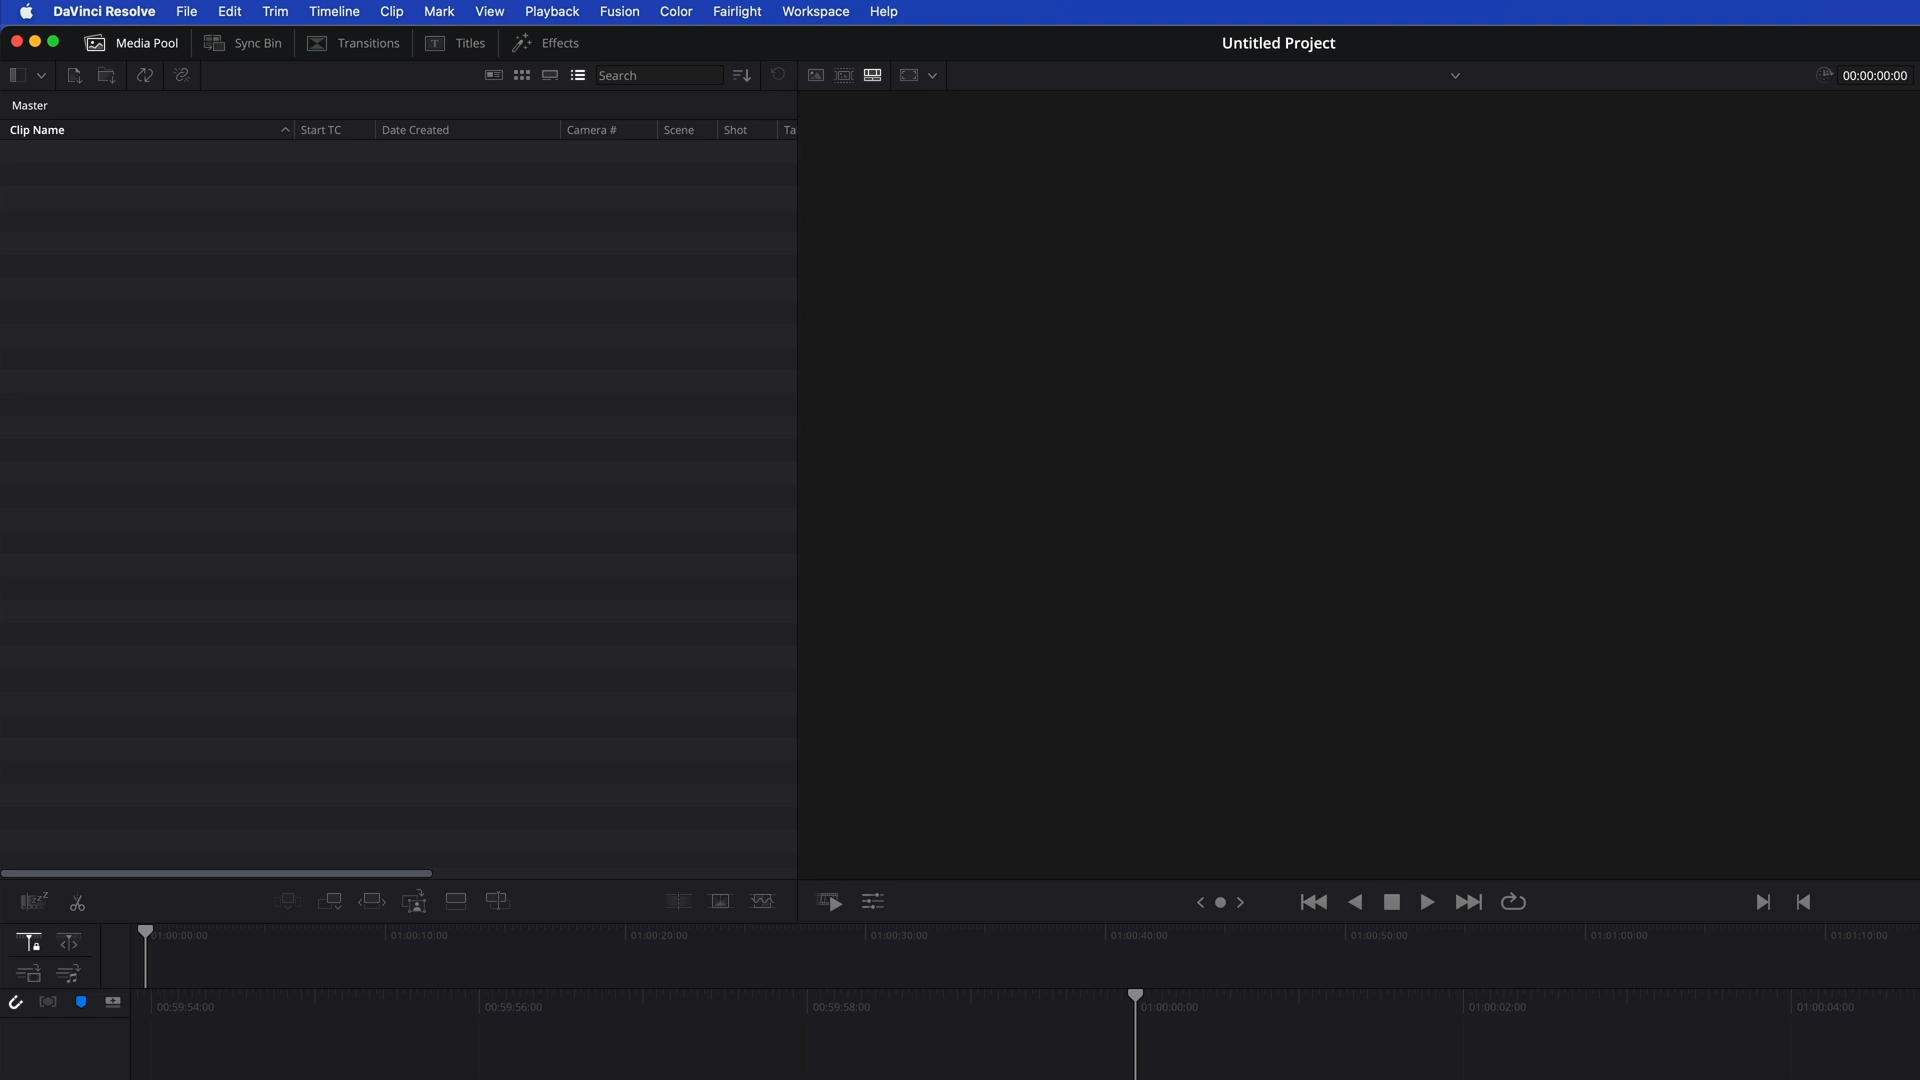 DaVinci Resolve File Edit Trim Timeline Clip Mark View Playback Fusion Color Fairlight Workspace Help
Media Pool Sync Bin Transitions T Titles Effects Untitled Project
Search 00:00:00:00
Master
Clip Name Start TC Date Created Camera # Scene Shot Ta
01:00:00:00 01:00:10:00 01:00:20:00 01:00:30:00 01:00:40:00 01:00:50:00 01:01:00:00 01:01:10:00
00:59:54:00 00:59:56:00 00:59:58:00 01:00:00:00 01:00:02:00 01:00:04:00